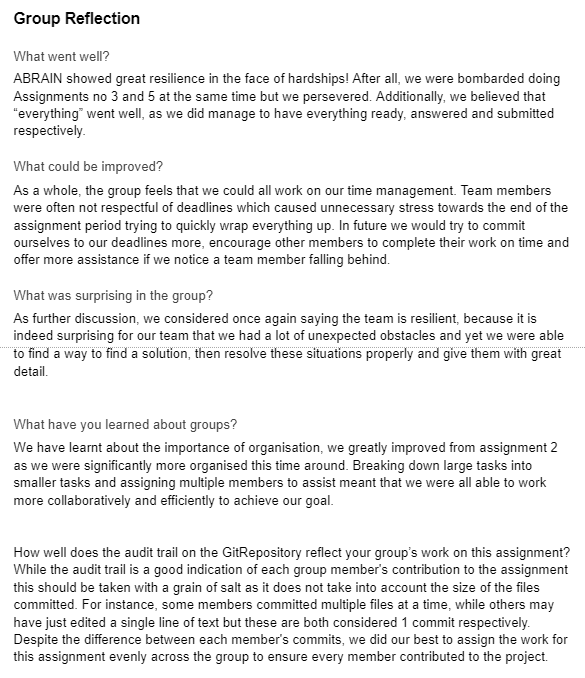 Group Reflection
What went well?
ABRAIN showed great resilience in the face of hardships! After all, we were bombarded doing
Assignments no 3 and 5 at the same time but we persevered. Additionally, we believed that
“everything” went well, as we did manage to have everything ready, answered and submitted
respectively.
What could be improved?
As a whole, the group feels that we could all work on our time management. Team members
were often not respectful of deadlines which caused unnecessary stress towards the end of the
assignment period trying to quickly wrap everything up. In future we would try to commit
ourselves to our deadlines more, encourage other members to complete their work on time and
offer more assistance if we notice a team member falling behind.
What was surprising in the group?
As further discussion, we considered once again saying the team is resilient, because it is
indeed surprising for our team that we had a lot of unexpected obstacles and yet we were able
to find a way to find a solution, then resolve these situations properly and give them with great
detail.
What have you learned about groups?
We have learnt about the importance of organisation, we greatly improved from assignment 2
as we were significantly more organised this time around. Breaking down large tasks into
smaller tasks and assigning multiple members to assist meant that we were all able to work
more collaboratively and efficiently to achieve our goal.
How well does the audit trail on the GitRepository reflect your group's work on this assignment?
While the audit trail is a good indication of each group member's contribution to the assignment
this should be taken with a grain of salt as it does not take into account the size of the files
committed. For instance, some members committed multiple files at a time, while others may
have just edited a single line of text but these are both considered 1 commit respectively.
Despite the difference between each member's commits, we did our best to assign the work for
this assignment evenly across the group to ensure every member contributed to the project.